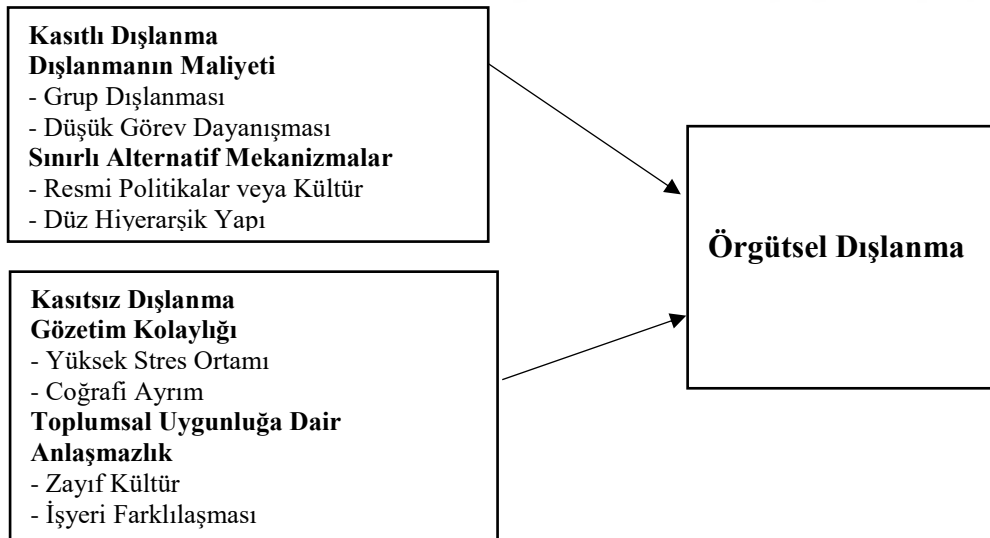 Kasıtlı Dışlanma
Dışlanmanın Maliyeti
- Grup Dışlanması
- Düşük Görev Dayanışması
Sınırlı Alternatif Mekanizmalar
- Resmi Politikalar veya Kültür
- Düz Hiyerarşik Yapı
Örgütsel Dışlanma
Kasıtsız Dışlanma
Gözetim Kolaylığı
- Yüksek Stres Ortamı
- Coğrafi Ayrım
Toplumsal Uygunluğa Dair
Anlaşmazlık
- Zayıf Kültür
- İşyeri Farklılaşması